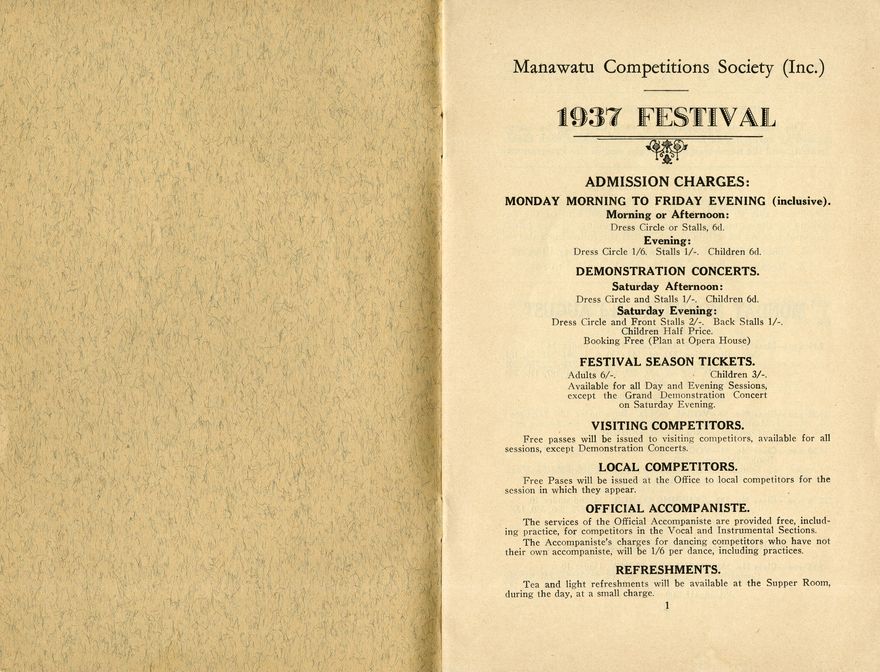 Manawatu Competitions Society (Inc.)
1937 FESTIVAL
ADMISSION CHARGES:
MONDAY MORNING TO FRIDAY EVENING (inclusive).
Morning or Afternoon:
Dress Circle or Stalls, 6d.
Evening:
Dress Circle 1/6. Stalls 1/-. Children 6d.
DEMONSTRATION CONCERTS.
Saturday Afternoon:
Dress Circle and Stalls 1/-. Children 6d.
Saturday Evening:
Dress Circle and Front Stalls 2/-. Back Stalls 1/-.
Children Half Price.
Booking Free (Plan at Opera House)
FESTIVAL SEASON TICKETS.
Adults 6/-. Children 3/-.
Available for all Day and Evening Sessions,
except the Grand Demonstration Concert
on Saturday Evening.
VISITING COMPETITORS.
Free passes will be issued to visiting competitors, available for all
sessions, except Demonstration Concerts.
LOCAL COMPETITORS.
Free Pases will be issued at the Office to local competitors for the
session in which they appear.
OFFICIAL ACCOMPANISTE.
The services of the Official Accompaniste are provided free, includ-
ing practice, for competitors in the Vocal and Instrumental Sections.
The Accompaniste's charges for dancing competitors who have not
their own accompaniste, will be 1/6 per dance, including practices.
REFRESHMENTS.
Tea and light refreshments will be available at the Supper Room,
during the day, at a small charge.
1